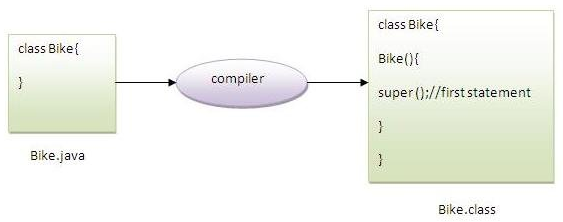 class Bike{
}
Bike.java
compiler
class Bike{
Bike(){
super();//first statement
}
}
Bike.class